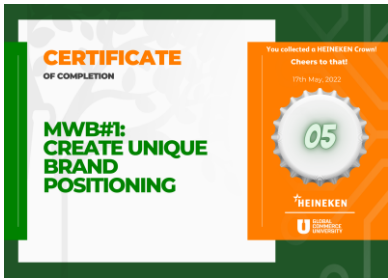 CERTIFICATE
OF COMPLETION
MWB#1:
CREATE UNIQUE
BRAND
POSITIONING
You collected a HEINEKEN Crown!
Cheers to that!
17th May, 2022
05
HEINEKEN
U GLOBAL
COMMERCE
UNIVERSITY